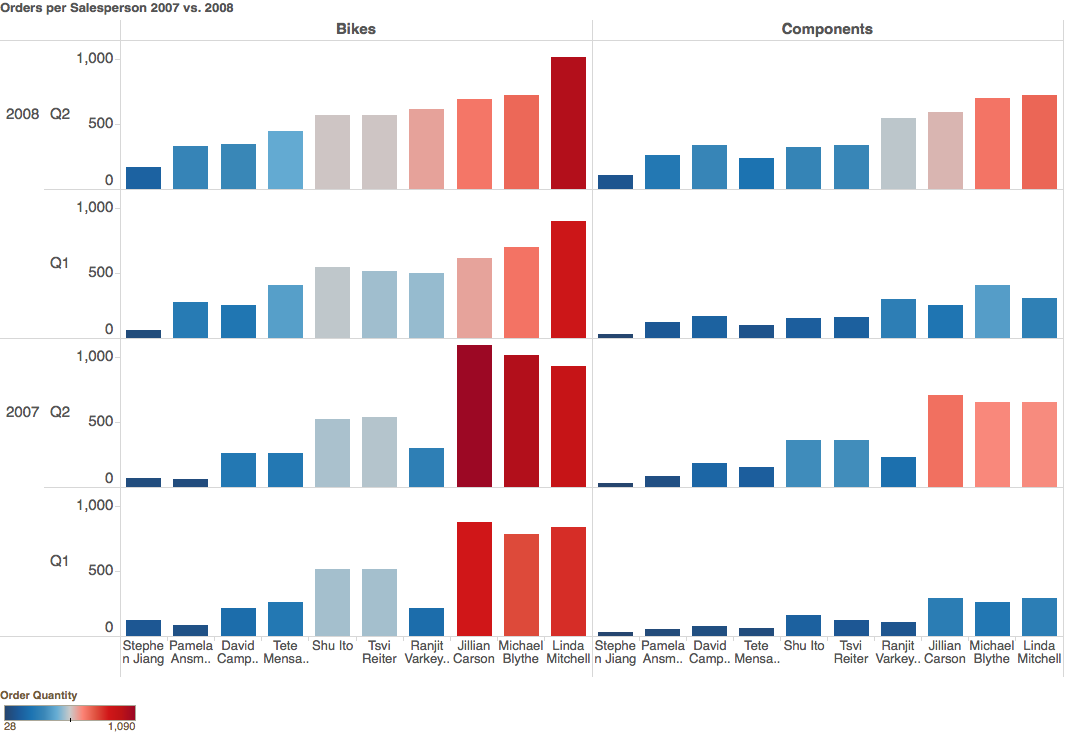 Orders per Salesperson 2007 vs. 2008
Bikes Components
1,000
2008 Q2
500
0
1,000
Q1
500
0
1,000
2007 Q2
500
0
1,000
Q1
500
0
Stephe Pamela David Tete Shu Ito Tsvi Ranjit Jillian Michael Linda Stephe Pamela David Tete Shu Ito Tsvi Ranjit Jillian Michael Linda
n Jiang Ansm.. Camp.. Mensa.. Reiter Varkey.. Carson Blythe Mitchell n Jiang Ansm.. Camp.. Mensa.. Reiter Varkey.. Carson Blythe Mitchell
Order Quantity
28 1,090